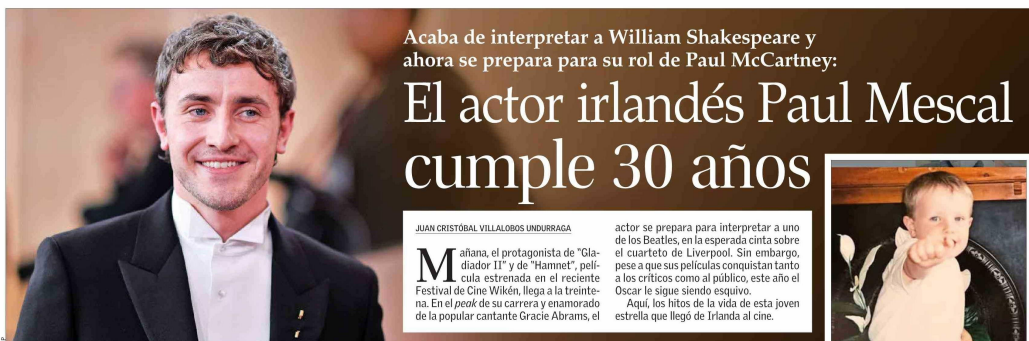 Acaba de interpretar a William Shakespeare y
ahora se prepara para su rol de Paul McCartney:
El actor irlandés Paul Mescal
cumple 30 años
JUAN CRISTÓBAL VILLALOBOS UNDURRAGA
Mañana, el protagonista de "Gla-
diador II" y de "Hamnet", pelí-
cula estrenada en el reciente
Festival de Cine Wikén, llega a la treinte-
na. En el peak de su carrera y enamorado
de la popular cantante Gracie Abrams, el
actor se prepara para interpretar a uno
de los Beatles, en la esperada cinta sobre
el cuarteto de Liverpool. Sin embargo,
pese a que sus películas conquistan tanto
a los críticos como al público, este año el
Oscar le sigue siendo esquivo.
Aquí, los hitos de la vida de esta joven
estrella que llegó de Irlanda al cine.